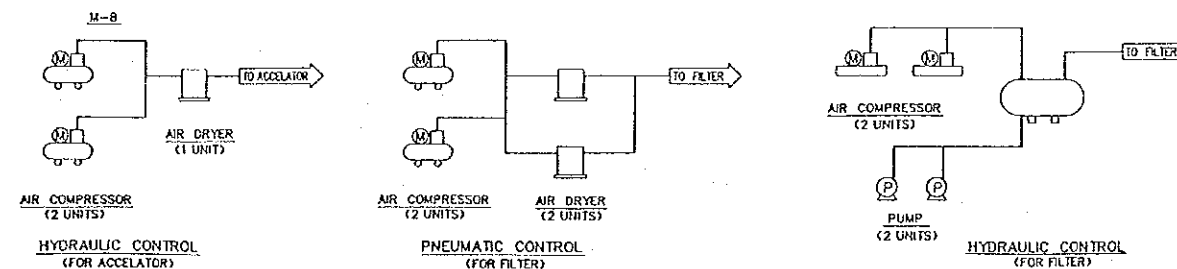 M-8
M
TO ACCELATOR
M
AIR DRYER
(1 UNIT)
AIR COMPRESSOR
(2 UNITS)
HYDRAULIC CONTROL
(FOR ACCELATOR)
M
TO FILTER
M
AIR COMPRESSOR
(2 UNITS)
AIR DRYER
(2 UNITS)
PNEUMATIC CONTROL
(FOR FILTER)
M
M
TO FILTER
AIR COMPRESSOR
(2 UNITS)
P
P
PUMP
(2 UNITS)
HYDRAULIC CONTROL
(FOR FILTER)